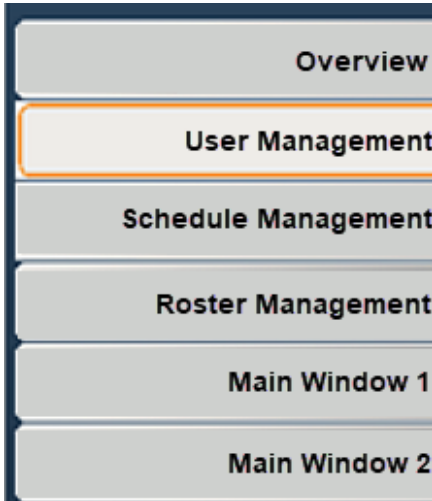 Overview
User Management
Schedule Management
Roster Management
Main Window 1
Main Window 2